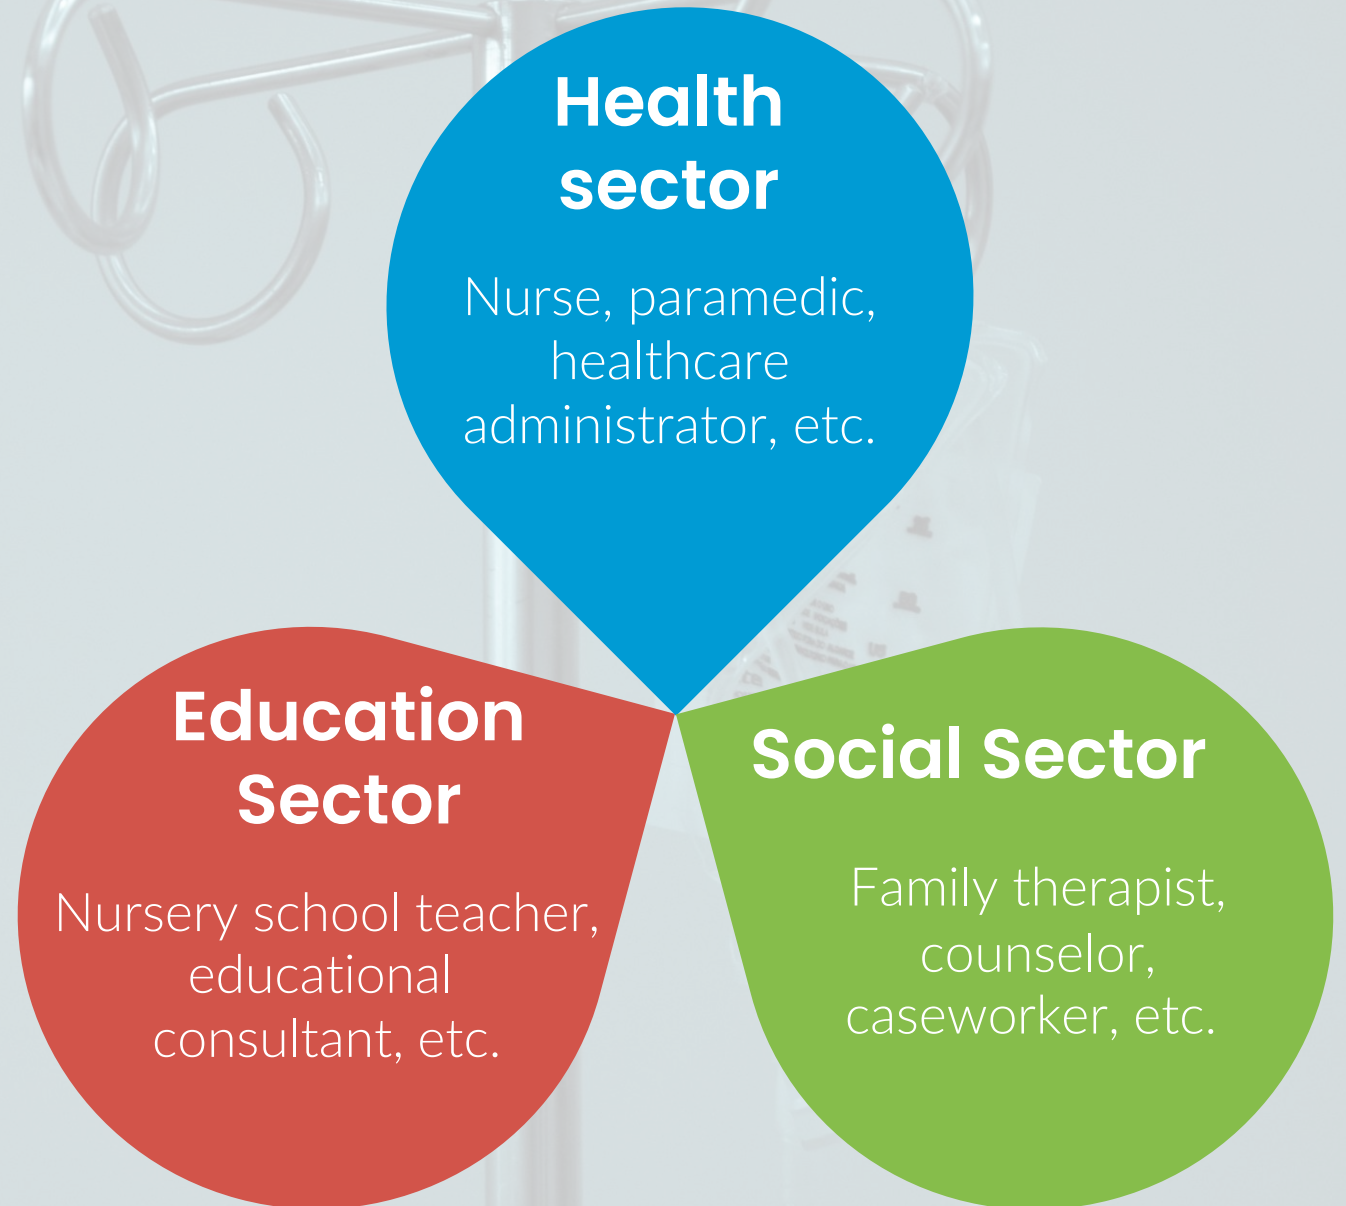 Health
sector
Nurse, paramedic,
healthcare
administrator, etc.
Education
Sector
Nursery school teacher,
educational
consultant, etc.
Social Sector
Family therapist,
counselor,
caseworker, etc.